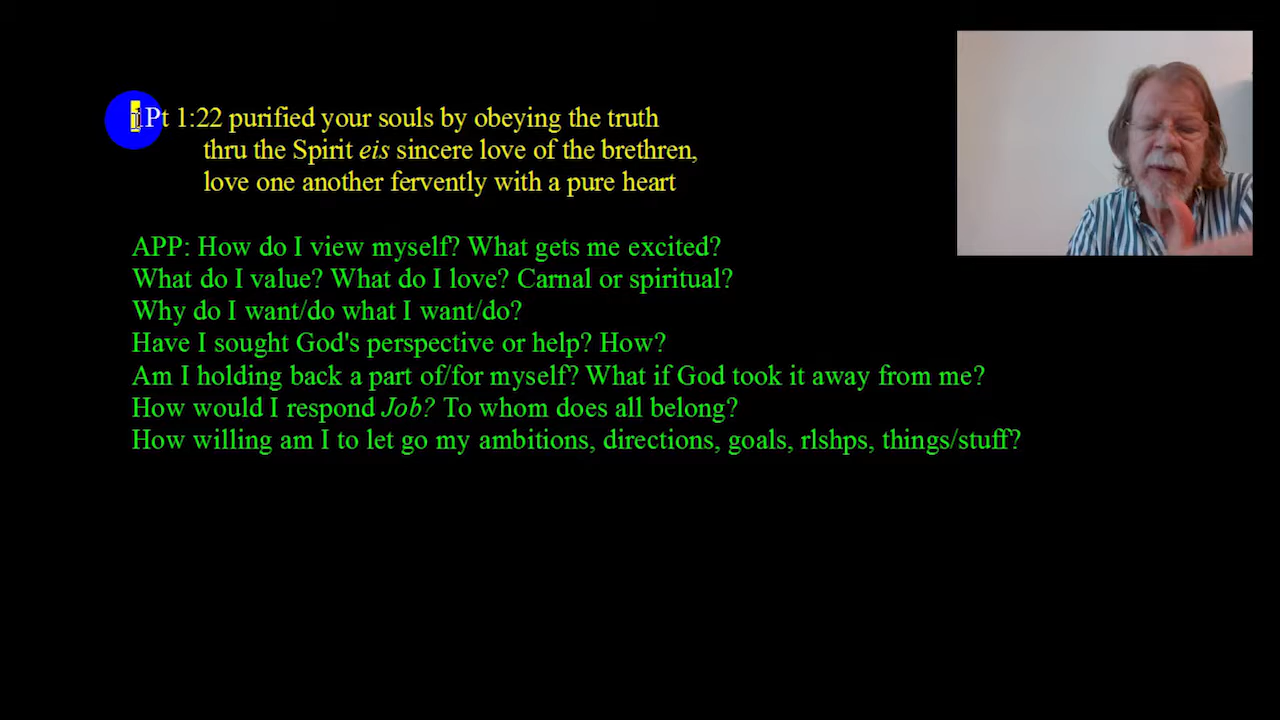 1Pt 1:22 purified your souls by obeying the truth
thru the Spirit eis sincere love of the brethren,
love one another fervently with a pure heart
APP: How do I view myself? What gets me excited?
What do I value? What do I love? Carnal or spiritual?
Why do I want/do what I want/do?
Have I sought God's perspective or help? How?
Am I holding back a part of/for myself? What if God took it away from me?
How would I respond Job? To whom does all belong?
How willing am I to let go my ambitions, directions, goals, rlshps, things/stuff?